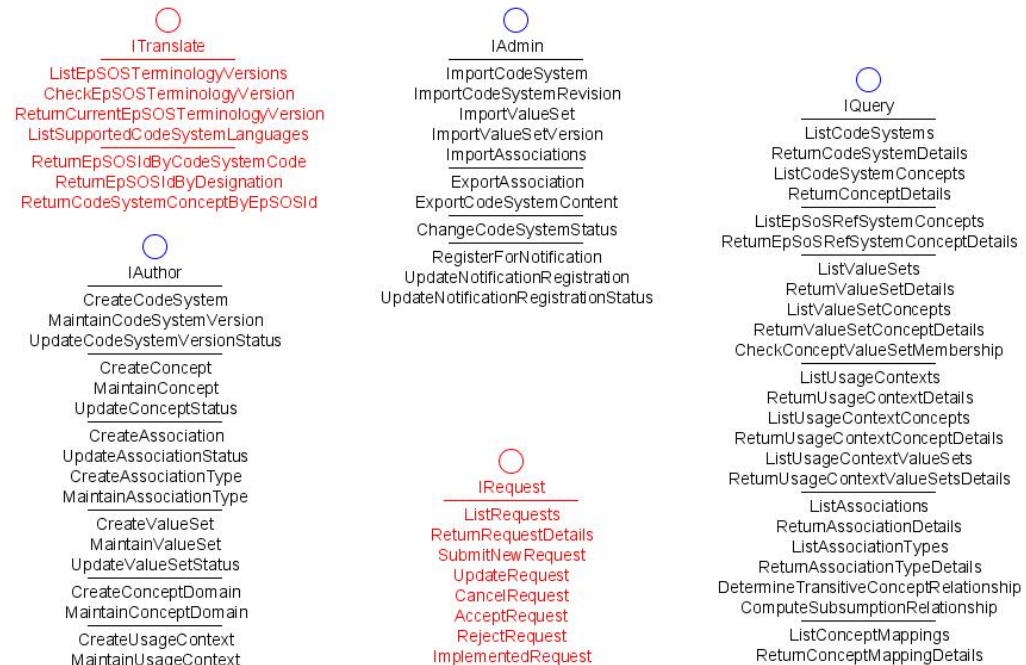 ITranslate
ListEpSOSTerminologyVersions
CheckEpSOSTerminologyVersion
ReturnCurrentEpSOSTerminologyVersion
ListSupportedCodeSystemLanguages
ReturnEpSOSIdByCodeSystemCode
ReturnEpSOSIdByDesignation
ReturnCodeSystemConceptByEpSOSId
IAuthor
CreateCodeSystem
MaintainCodeSystemVersion
UpdateCodeSystemVersionStatus
CreateConcept
MaintainConcept
UpdateConceptStatus
CreateAssociation
UpdateAssociationStatus
CreateAssociationType
MaintainAssociationType
CreateValueSet
MaintainValueSet
UpdateValueSetStatus
CreateConceptDomain
MaintainConceptDomain
CreateUsageContext
MaintainUsageContext
IAdmin
ImportCodeSystem
ImportCodeSystemRevision
ImportValueSet
ImportValueSetVersion
ImportAssociations
ExportAssociation
ExportCodeSystemContent
ChangeCodeSystemStatus
RegisterForNotification
UpdateNotificationRegistration
UpdateNotificationRegistrationStatus
IRequest
ListRequests
ReturnRequestDetails
SubmitNewRequest
UpdateRequest
CancelRequest
AcceptRequest
RejectRequest
ImplementedRequest
IQuery
ListCodeSystems
ReturnCodeSystemDetails
ListCodeSystemConcepts
ReturnConceptDetails
ListEpSoSRefSystemConcepts
ReturnEpSoSRefSystemConceptDetails
ListValueSets
ReturnValueSetDetails
ListValueSetConcepts
ReturnValueSetConceptDetails
CheckConceptValueSetMembership
ListUsageContexts
ReturnUsageContextDetails
ListUsageContextConcepts
ReturnUsageContextConceptDetails
ListUsageContextValueSets
ReturnUsageContextValueSetsDetails
ListAssociations
ReturnAssociationDetails
ListAssociationTypes
ReturnAssociationTypeDetails
DetermineTransitiveConceptRelationship
ComputeSubsumptionRelationship
ListConceptMappings
ReturnConceptMappingDetails